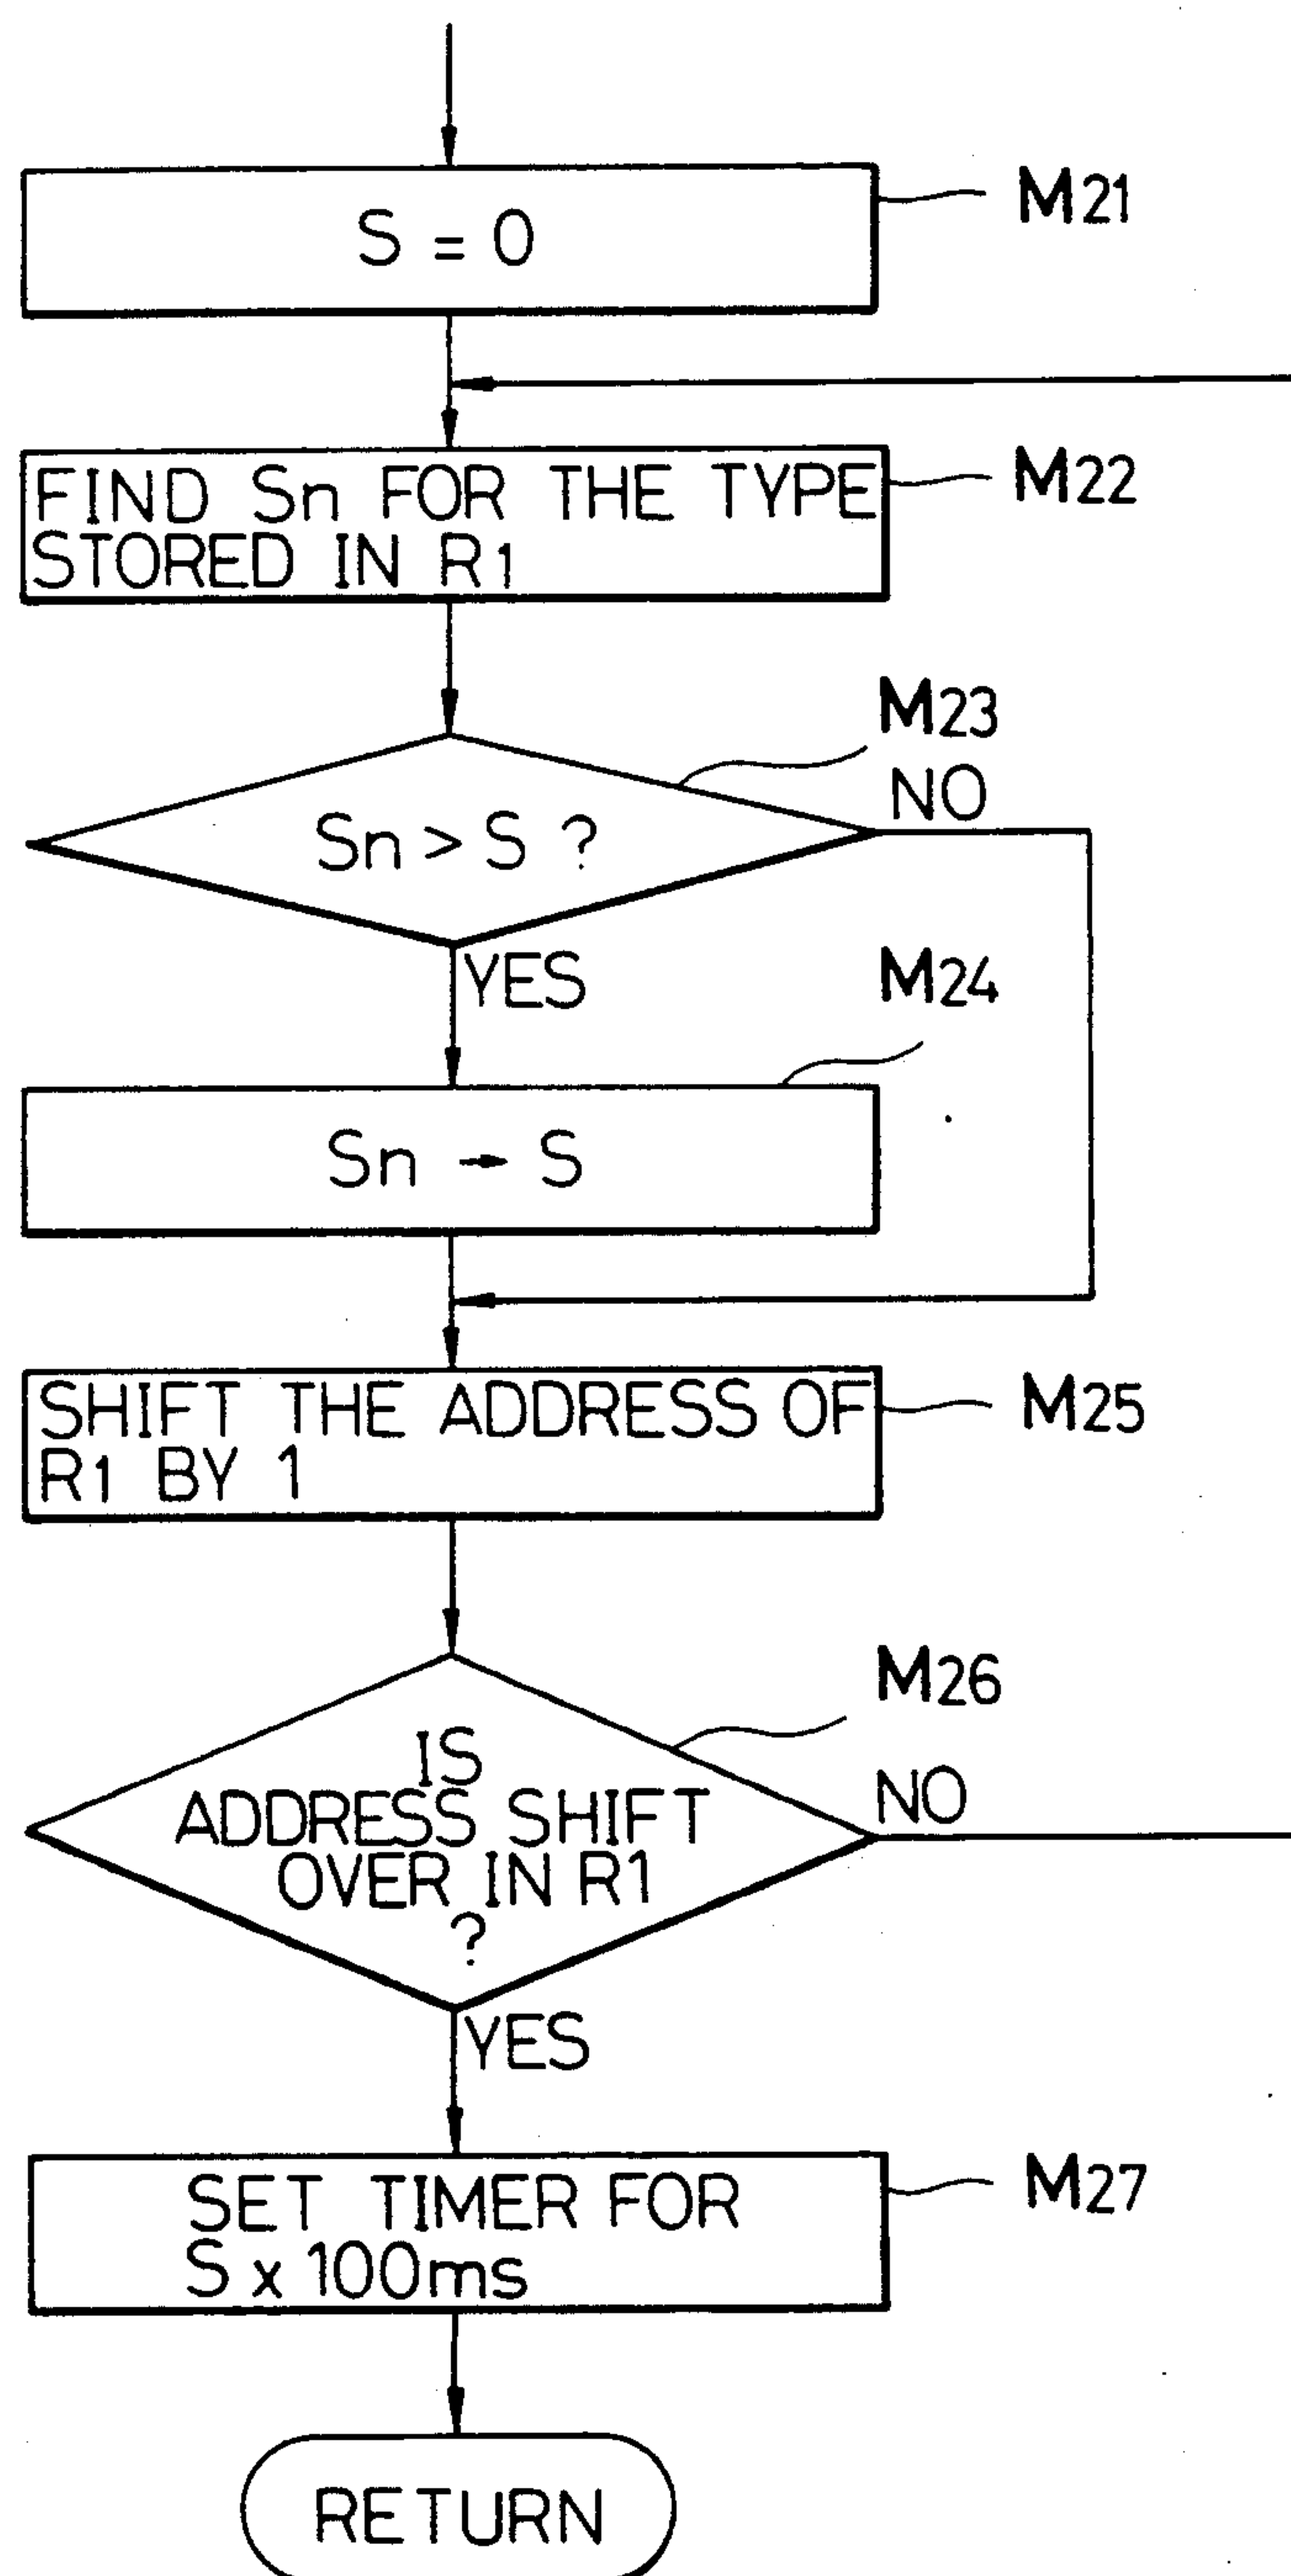 M21
S = 0
M22
FIND Sn FOR THE TYPE
STORED IN R1
M23
NO
Sn > S ?
YES
M24
Sn → S
M25
SHIFT THE ADDRESS OF
R1 BY 1
M26
NO
IS
ADDRESS SHIFT
OVER IN R1
?
YES
M27
SET TIMER FOR
S x 100ms
RETURN